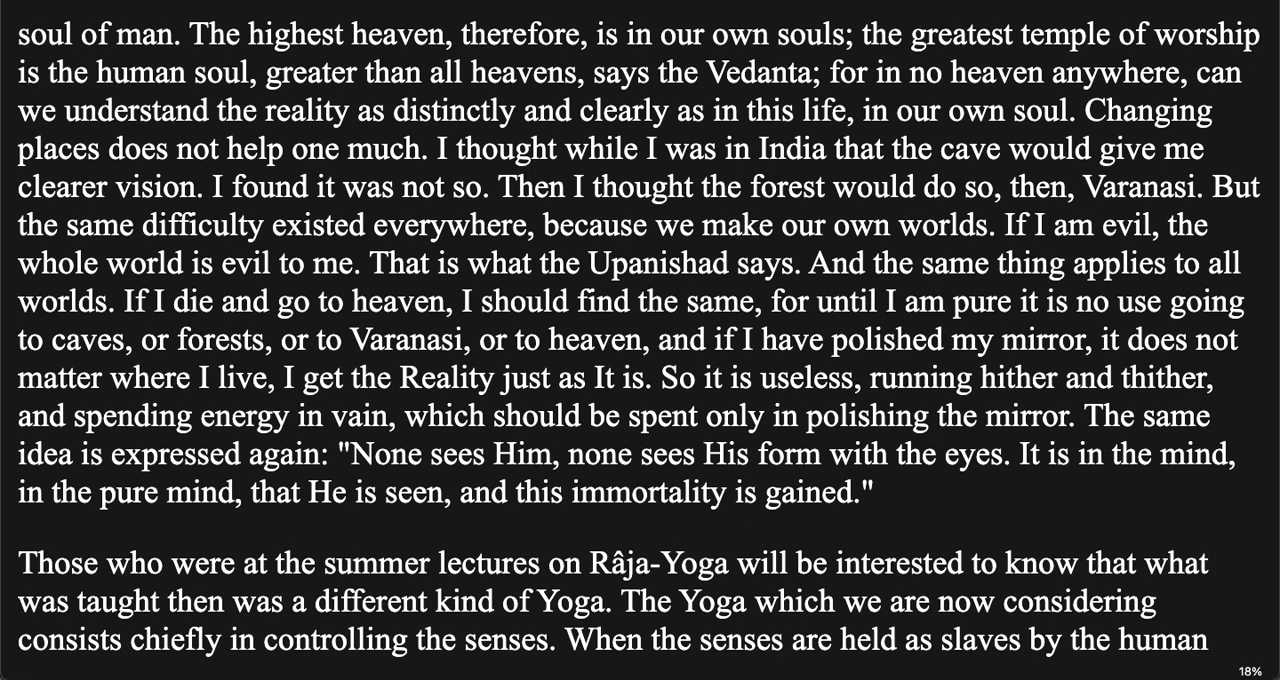 soul of man. The highest heaven, therefore, is in our own souls; the greatest temple of worship
is the human soul, greater than all heavens, says the Vedanta; for in no heaven anywhere, can
we understand the reality as distinctly and clearly as in this life, in our own soul. Changing
places does not help one much. I thought while I was in India that the cave would give me
clearer vision. I found it was not so. Then I thought the forest would do so, then, Varanasi. But
the same difficulty existed everywhere, because we make our own worlds. If I am evil, the
whole world is evil to me. That is what the Upanishad says. And the same thing applies to all
worlds. If I die and go to heaven, I should find the same, for until I am pure it is no use going
to caves, or forests, or to Varanasi, or to heaven, and if I have polished my mirror, it does not
matter where I live, I get the Reality just as It is. So it is useless, running hither and thither,
and spending energy in vain, which should be spent only in polishing the mirror. The same
idea is expressed again: "None sees Him, none sees His form with the eyes. It is in the mind,
in the pure mind, that He is seen, and this immortality is gained."
Those who were at the summer lectures on Râja-Yoga will be interested to know that what
was taught then was a different kind of Yoga. The Yoga which we are now considering
consists chiefly in controlling the senses. When the senses are held as slaves by the human
18%